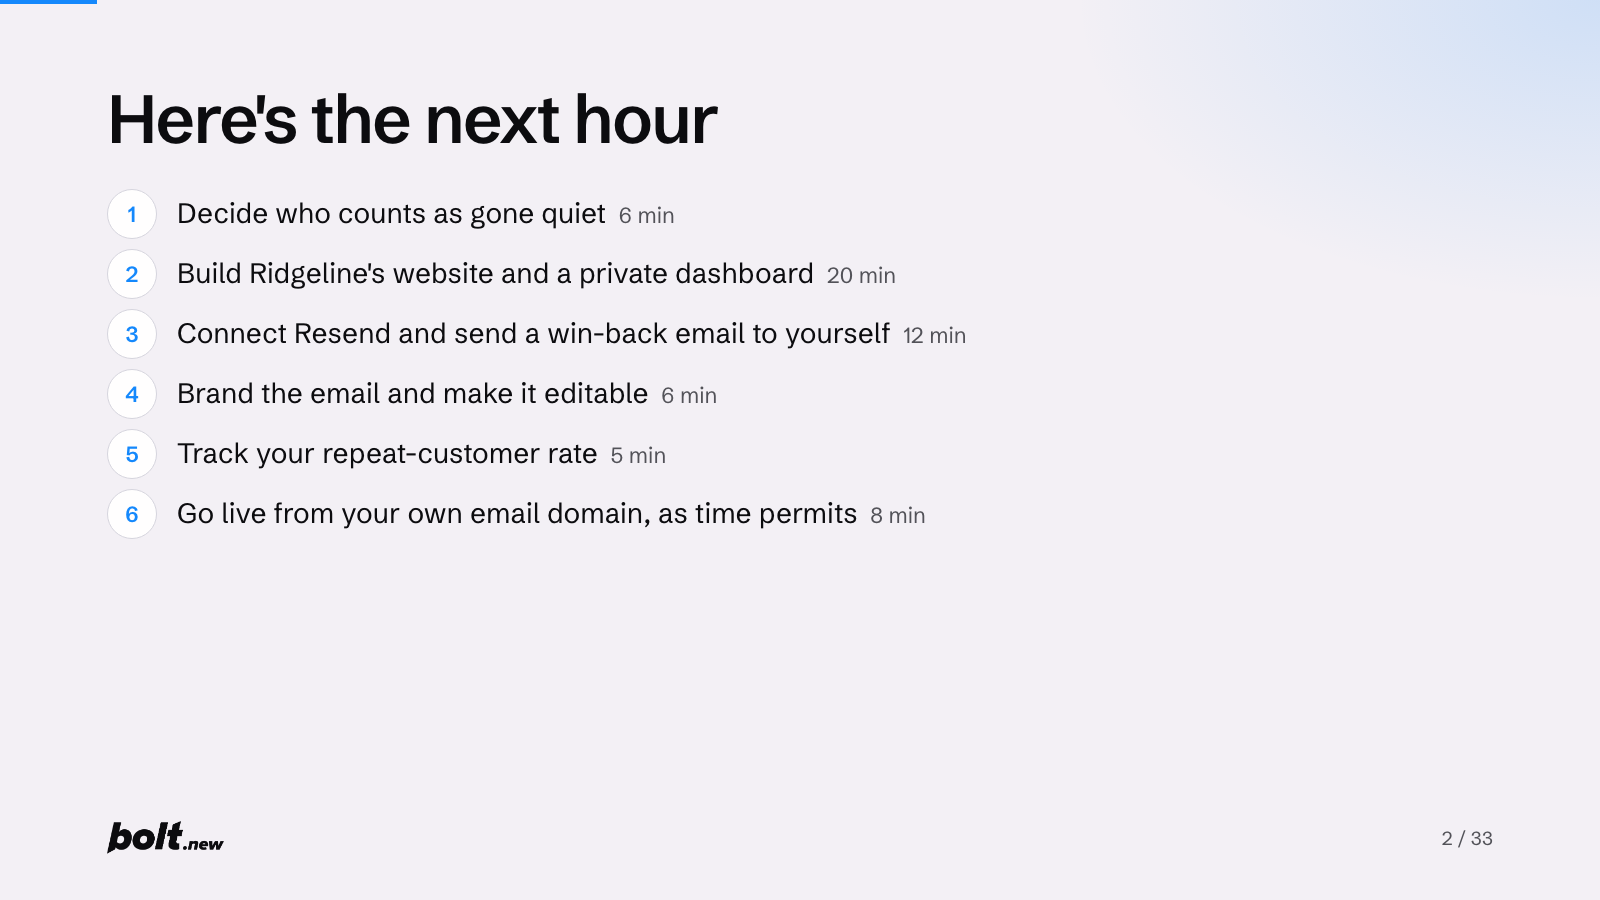 Here's the next hour
1 Decide who counts as gone quiet 6 min
2 Build Ridgeline's website and a private dashboard 20 min
3 Connect Resend and send a win-back email to yourself 12 min
4 Brand the email and make it editable 6 min
5 Track your repeat-customer rate 5 min
6 Go live from your own email domain, as time permits 8 min
bolt.new
2 / 33